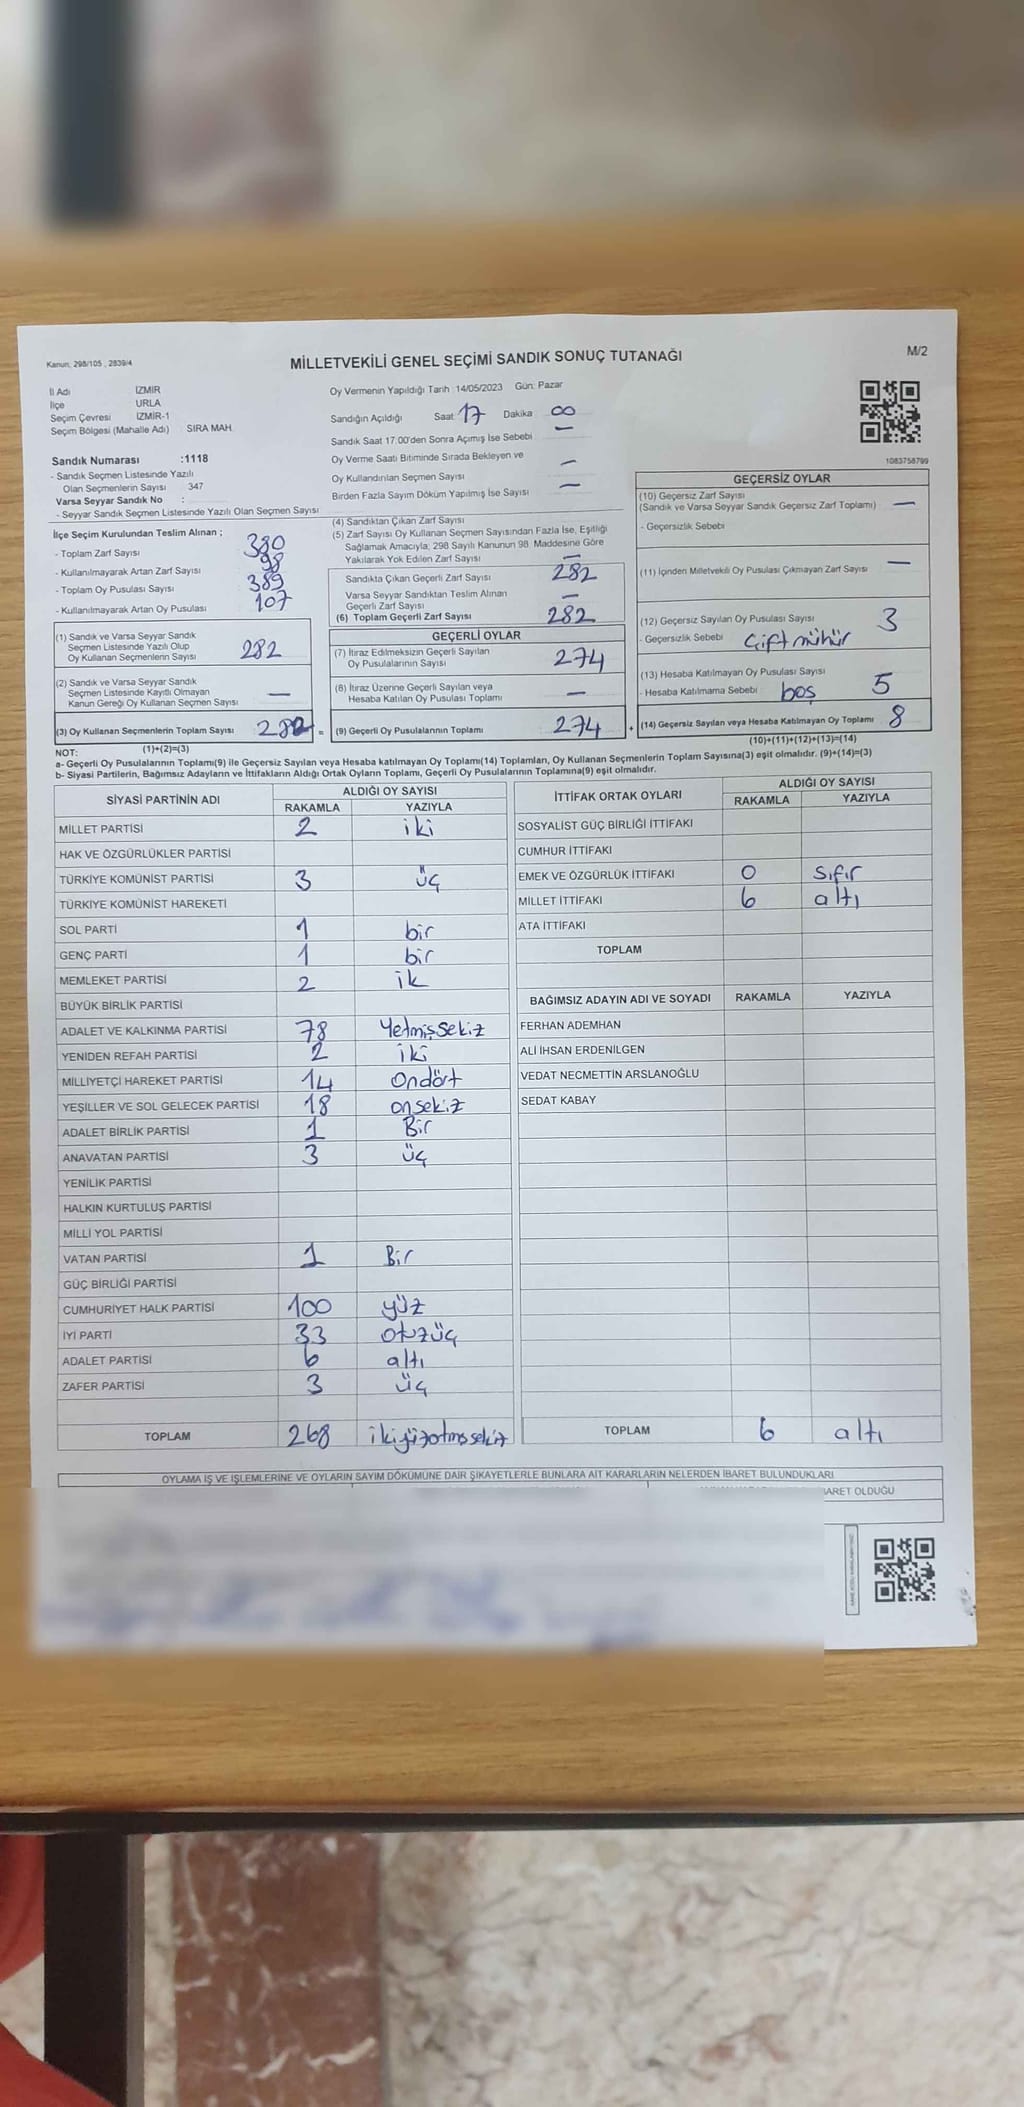 Kanun: 298/105 , 2839/4
MİLLETVEKİLİ GENEL SEÇİMİ SANDIK SONUÇ TUTANAĞI
M/2
İl Adı İZMİR
İlçe URLA
Seçim Çevresi İZMİR-1
Seçim Bölgesi (Mahalle Adı) SIRA MAH.
Sandık Numarası :1118
- Sandık Seçmen Listesinde Yazılı
Olan Seçmenlerin Sayısı 347
Varsa Seyyar Sandık No :
- Seyyar Sandık Seçmen Listesinde Yazılı Olan Seçmen Sayısı
Oy Vermenin Yapıldığı Tarih :14/05/2023 Gün: Pazar
Sandığın Açıldığı Saat 17 Dakika 00
Sandık Saat 17.00'den Sonra Açımış İse Sebebi —
Oy Verme Saati Bitiminde Sırada Bekleyen ve
Oy Kullandırılan Seçmen Sayısı —
Birden Fazla Sayım Döküm Yapılmış İse Sayısı —
1083758799
İlçe Seçim Kurulundan Teslim Alınan ;
- Toplam Zarf Sayısı 380
- Kullanılmayarak Artan Zarf Sayısı 98
- Toplam Oy Pusulası Sayısı 389
- Kullanılmayarak Artan Oy Pusulası 107
(1) Sandık ve Varsa Seyyar Sandık
Seçmen Listesinde Yazılı Olup
Oy Kullanan Seçmenlerin Sayısı 282
(2) Sandık ve Varsa Seyyar Sandık
Seçmen Listesinde Kayıtlı Olmayan
Kanun Gereği Oy Kullanan Seçmen Sayısı —
(3) Oy Kullanan Seçmenlerin Toplam Sayısı 282 =
(4) Sandıktan Çıkan Zarf Sayısı
(5) Zarf Sayısı Oy Kullanan Seçmen Sayısından Fazla İse, Eşitliği
Sağlamak Amacıyla; 298 Sayılı Kanunun 98. Maddesine Göre
Yakılarak Yok Edilen Zarf Sayısı —
Sandıkta Çıkan Geçerli Zarf Sayısı 282
Varsa Seyyar Sandıktan Teslim Alınan
Geçerli Zarf Sayısı —
(6) Toplam Geçerli Zarf Sayısı 282
GEÇERLİ OYLAR
(7) İtiraz Edilmeksizin Geçerli Sayılan
Oy Pusulalarının Sayısı 274
(8) İtiraz Üzerine Geçerli Sayılan veya
Hesaba Katılan Oy Pusulası Toplamı —
(9) Geçerli Oy Pusulalarının Toplamı 274 +
GEÇERSİZ OYLAR
(10) Geçersiz Zarf Sayısı
(Sandık ve Varsa Seyyar Sandık Geçersiz Zarf Toplamı) —
- Geçersizlik Sebebi
(11) İçinden Milletvekili Oy Pusulası Çıkmayan Zarf Sayısı —
(12) Geçersiz Sayılan Oy Pusulası Sayısı 3
- Geçersizlik Sebebi Çift mühür
(13) Hesaba Katılmayan Oy Pusulası Sayısı 5
- Hesaba Katılmama Sebebi boş
(14) Geçersiz Sayılan veya Hesaba Katılmayan Oy Toplamı 8
NOT: (1)+(2)=(3)
(10)+(11)+(12)+(13)=(14)
a- Geçerli Oy Pusulalarının Toplamı(9) ile Geçersiz Sayılan veya Hesaba Katılmayan Oy Toplamı(14) Toplamları, Oy Kullanan Seçmenlerin Toplam Sayısına(3) eşit olmalıdır. (9)+(14)=(3)
b- Siyasi Partilerin, Bağımsız Adayların ve İttifakların Aldığı Ortak Oyların Toplamı, Geçerli Oy Pusulalarının Toplamına(9) eşit olmalıdır.
SİYASİ PARTİNİN ADI ALDIĞI OY SAYISI
RAKAMLA YAZIYLA
MİLLET PARTİSİ 2 iki
HAK VE ÖZGÜRLÜKLER PARTİSİ
TÜRKİYE KOMÜNİST PARTİSİ 3 üç
TÜRKİYE KOMÜNİST HAREKETİ
SOL PARTİ 1 bir
GENÇ PARTİ 1 bir
MEMLEKET PARTİSİ 2 ik
BÜYÜK BİRLİK PARTİSİ
ADALET VE KALKINMA PARTİSİ 78 Yetmişsekiz
YENİDEN REFAH PARTİSİ 2 iki
MİLLİYETÇİ HAREKET PARTİSİ 14 Ondört
YEŞİLLER VE SOL GELECEK PARTİSİ 18 onsekiz
ADALET BİRLİK PARTİSİ 1 Bir
ANAVATAN PARTİSİ 3 üç
YENİLİK PARTİSİ
HALKIN KURTULUŞ PARTİSİ
MİLLİ YOL PARTİSİ
VATAN PARTİSİ 1 Bir
GÜÇ BİRLİĞİ PARTİSİ
CUMHURİYET HALK PARTİSİ 100 yüz
İYİ PARTİ 33 otuzüç
ADALET PARTİSİ 6 altı
ZAFER PARTİSİ 3 üç
TOPLAM 268 ikiyüzatmışsekiz
İTTİFAK ORTAK OYLARI ALDIĞI OY SAYISI
RAKAMLA YAZIYLA
SOSYALİST GÜÇ BİRLİĞİ İTTİFAKI
CUMHUR İTTİFAKI
EMEK VE ÖZGÜRLÜK İTTİFAKI 0 sıfır
MİLLET İTTİFAKI 6 altı
ATA İTTİFAKI
TOPLAM
BAĞIMSIZ ADAYIN ADI VE SOYADI RAKAMLA YAZIYLA
FERHAN ADEMHAN
ALİ İHSAN ERDENİLGEN
VEDAT NECMETTİN ARSLANOĞLU
SEDAT KABAY
TOPLAM 6 altı
OYLAMA İŞ VE İŞLEMLERİNE VE OYLARIN SAYIM DÖKÜMÜNE DAİR ŞİKAYETLERLE BUNLARA AİT KARARLARIN NELERDEN İBARET BULUNDUKLARI
BARET OLDUĞU